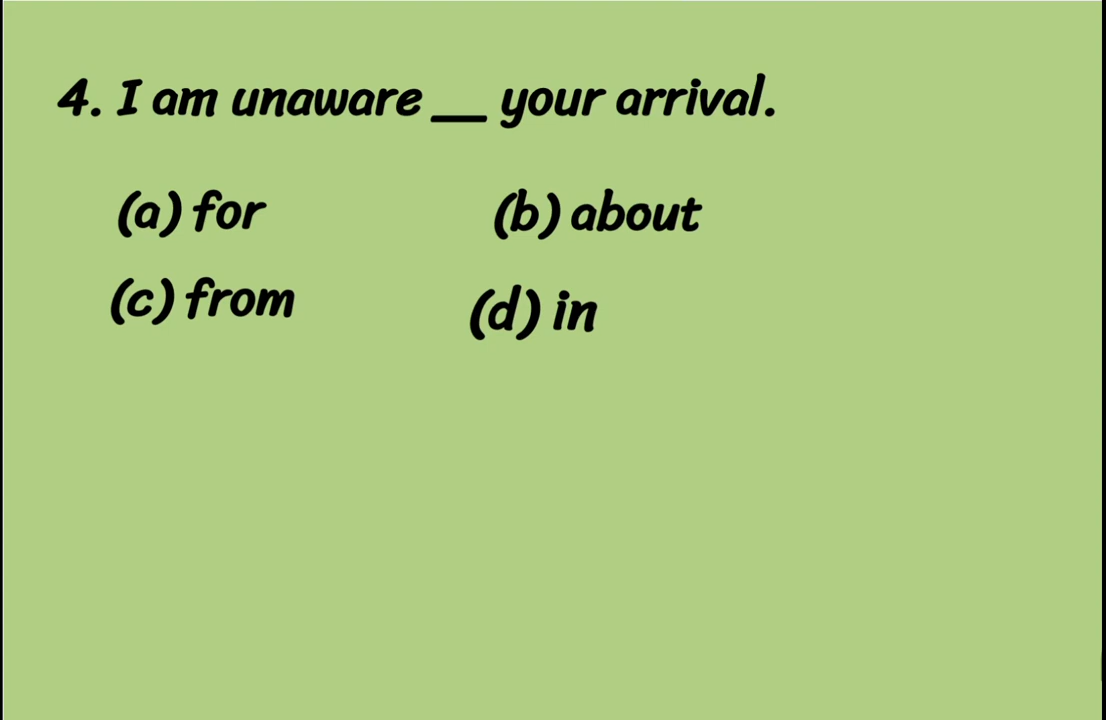 4. I am unaware __ your arrival.
(a) for (b) about
(c) from (d) in